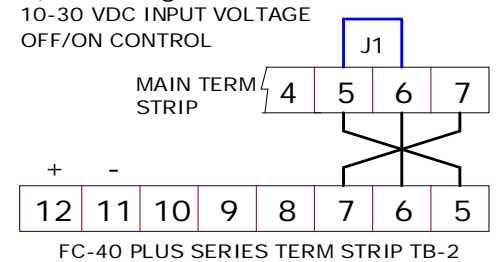 10-30 VDC INPUT VOLTAGE
OFF/ON CONTROL
J1
MAIN TERM
STRIP
4 5 6 7
+ -
12 11 10 9 8 7 6 5
FC-40 PLUS SERIES TERM STRIP TB-2